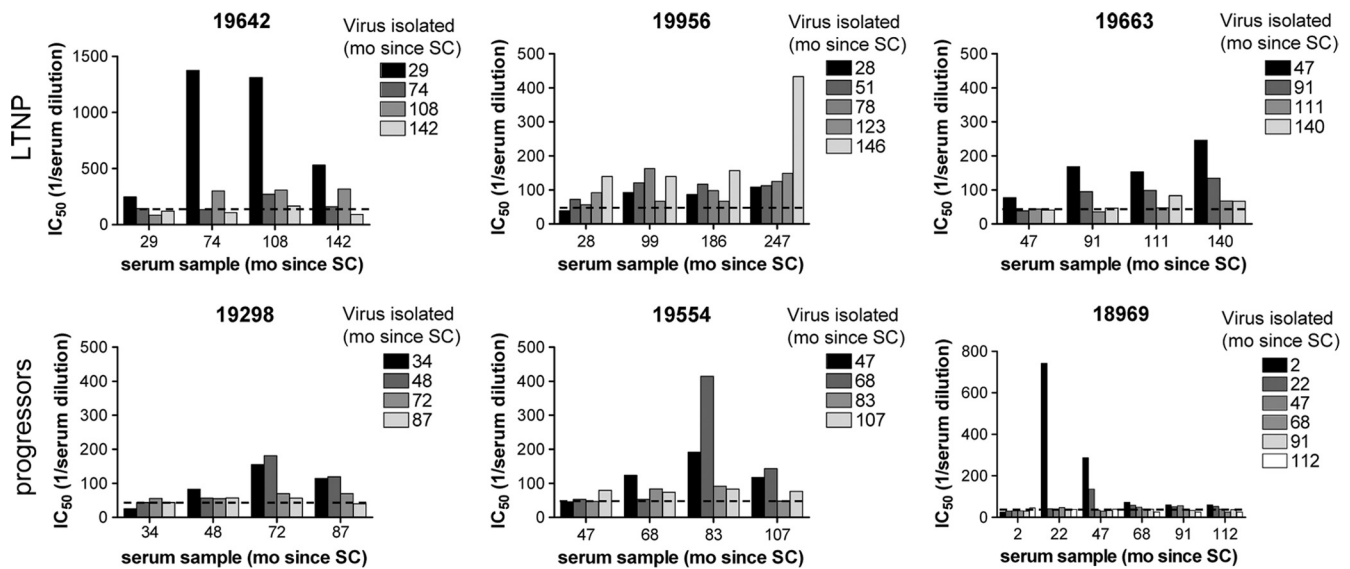 LTNP
19642
Virus isolated
(mo since SC)
29
74
108
142
IC50 (1/serum dilution)
1500
1000
500
0
29 74 108 142
serum sample (mo since SC)
19956
Virus isolated
(mo since SC)
28
51
78
123
146
IC50 (1/serum dilution)
500
400
300
200
100
0
28 99 186 247
serum sample (mo since SC)
19663
Virus isolated
(mo since SC)
47
91
111
140
IC50 (1/serum dilution)
500
400
300
200
100
0
47 91 111 140
serum sample (mo since SC)
progressors
19298
Virus isolated
(mo since SC)
34
48
72
87
IC50 (1/serum dilution)
500
400
300
200
100
0
34 48 72 87
serum sample (mo since SC)
19554
Virus isolated
(mo since SC)
47
68
83
107
IC50 (1/serum dilution)
500
400
300
200
100
0
47 68 83 107
serum sample (mo since SC)
18969
Virus isolated
(mo since SC)
2
22
47
68
91
112
IC50 (1/serum dilution)
800
600
400
200
0
2 22 47 68 91 112
serum sample (mo since SC)